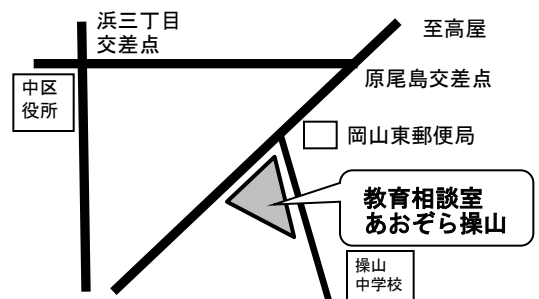 浜三丁目
交差点
至高屋
原尾島交差点
中区
役所
岡山東郵便局
教育相談室
あおぞら操山
操山
中学校